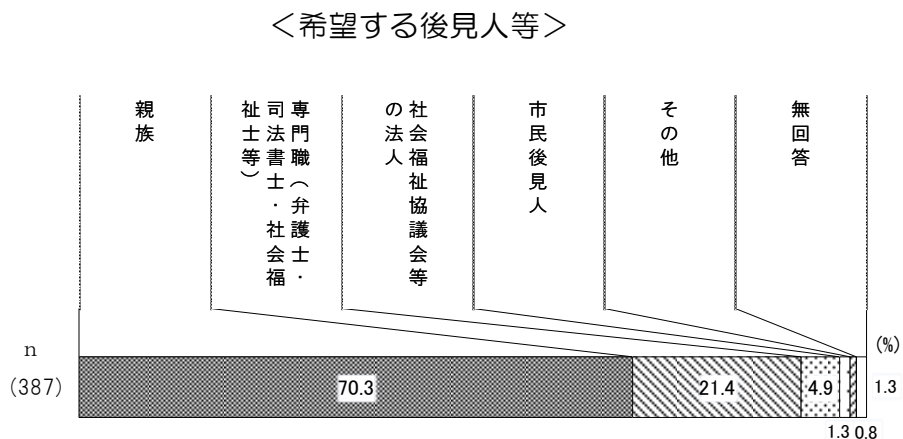 ＜希望する後見人等＞
親族
専門職（弁護士・
司法書士・社会福
祉士等）
社会福祉協議会等
の法人
市民後見人
その他
無回答
n
(%)
(387)
70.3
21.4
4.9
1.3
1.3
0.8